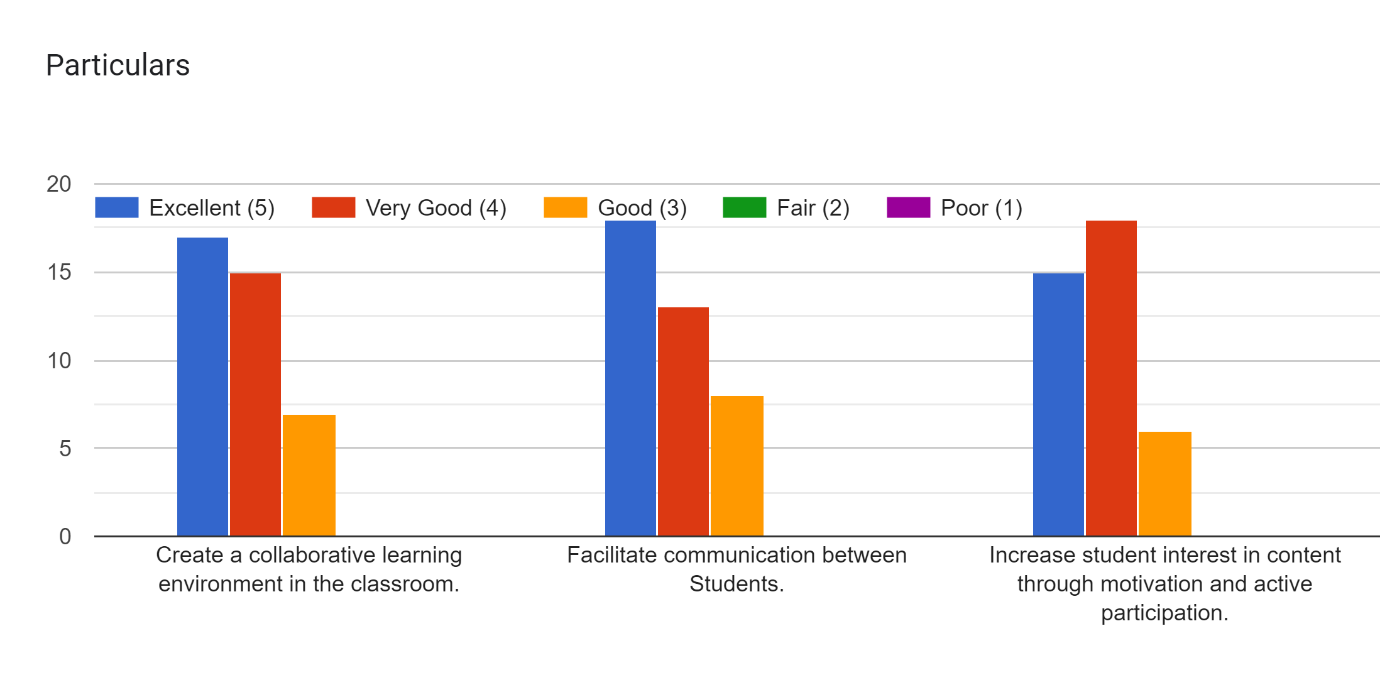 Particulars
20
Excellent (5) Very Good (4) Good (3) Fair (2) Poor (1)
15
10
5
0
Create a collaborative learning
environment in the classroom.
Facilitate communication between
Students.
Increase student interest in content
through motivation and active
participation.